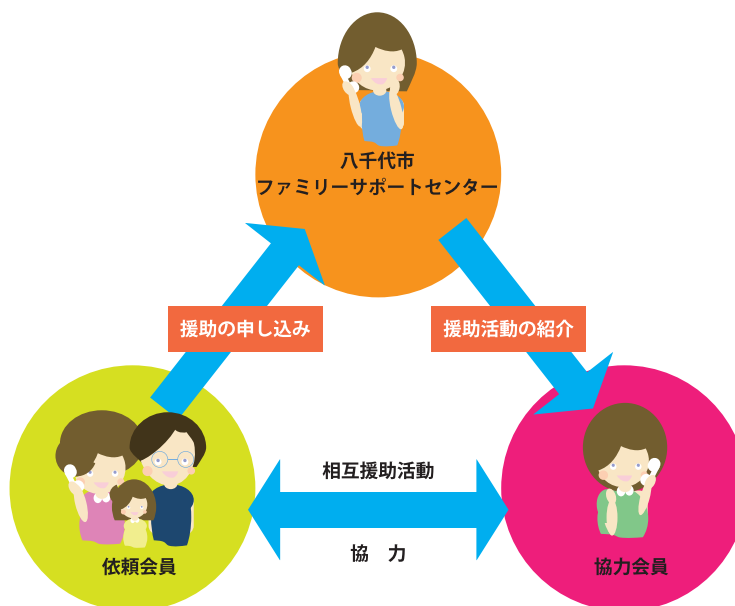 八千代市
ファミリーサポートセンター
援助の申し込み
援助活動の紹介
相互援助活動
協　力
依頼会員
協力会員